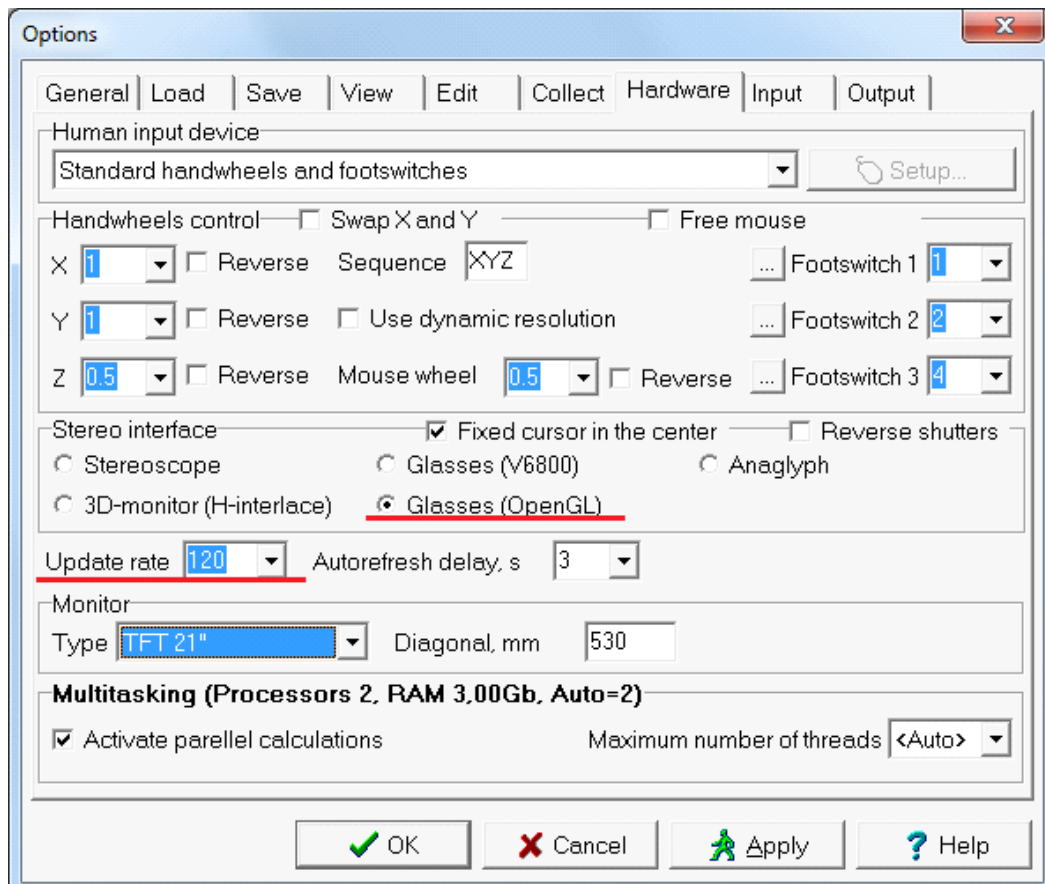 Options
General Load Save View Edit Collect Hardware Input Output
Human input device
Standard handwheels and footswitches Setup...
Handwheels control Swap X and Y Free mouse
X 1 Reverse Sequence XYZ ... Footswitch 1 1
Y 1 Reverse Use dynamic resolution ... Footswitch 2 2
Z 0.5 Reverse Mouse wheel 0.5 Reverse ... Footswitch 3 4
Stereo interface Fixed cursor in the center Reverse shutters
Stereoscope Glasses (V6800) Anaglyph
3D-monitor (H-interlace) Glasses (OpenGL)
Update rate 120 Autorefresh delay, s 3
Monitor
Type TFT 21" Diagonal, mm 530
Multitasking (Processors 2, RAM 3,00Gb, Auto=2)
Activate parellel calculations Maximum number of threads <Auto>
OK Cancel Apply Help